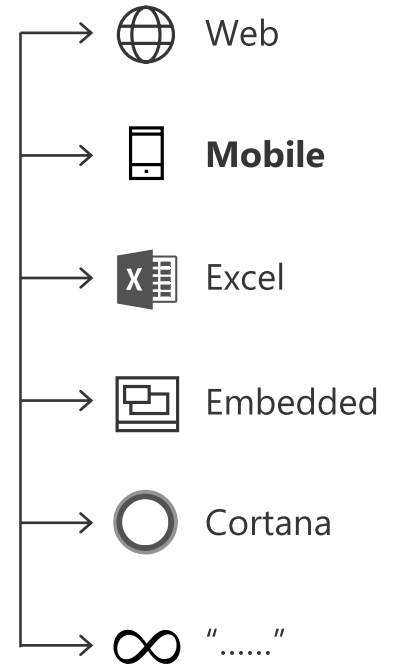 Web
Mobile
X
Excel
Embedded
Cortana
“......”